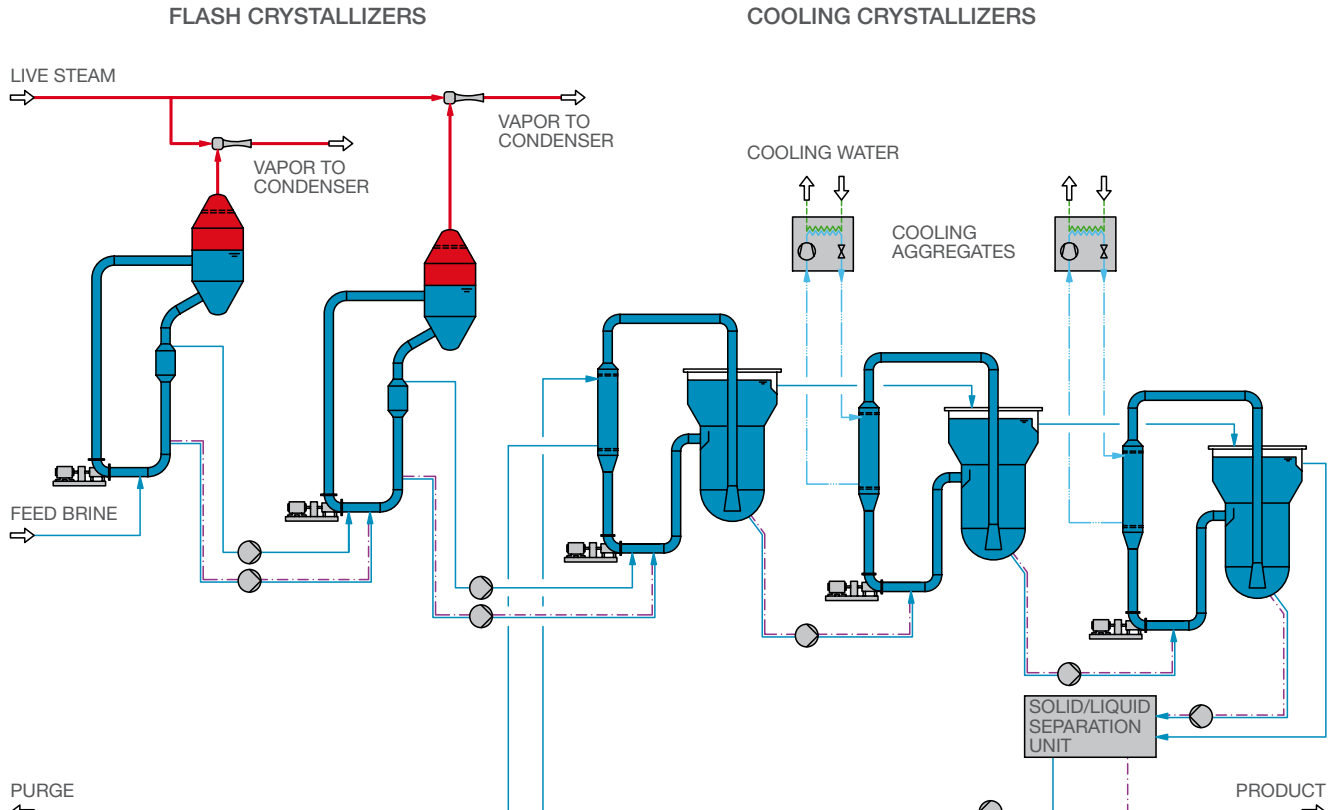 FLASH CRYSTALLIZERS
COOLING CRYSTALLIZERS
LIVE STEAM
VAPOR TO
CONDENSER
VAPOR TO
CONDENSER
COOLING WATER
COOLING
AGGREGATES
FEED BRINE
SOLID/LIQUID
SEPARATION
UNIT
PURGE
PRODUCT